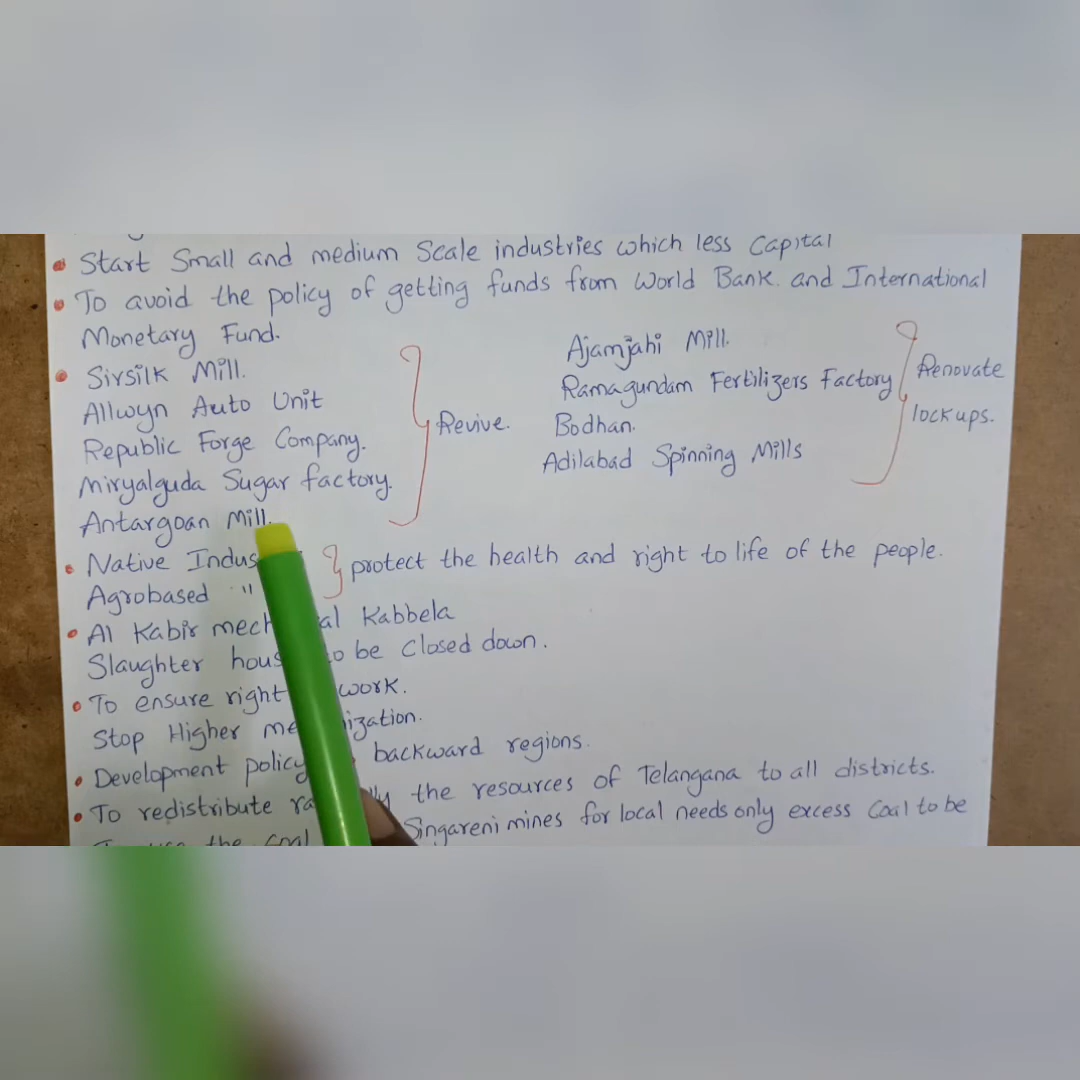 Start Small and medium Scale industries which less Capital
To avoid the policy of getting funds from World Bank. and International
Monetary Fund.
Sirsilk Mill.
Allwyn Auto Unit
Republic Forge Company.
Miryalguda Sugar factory.
Antargoan Mill.
Revive.
Ajamjahi Mill.
Ramagundam Fertilizers Factory
Bodhan.
Adilabad Spinning Mills
Renovate
lockups.
Native Indus
Agrobased "
protect the health and right to life of the people.
Al Kabir mech al Kabbela
Slaughter hous to be Closed down.
To ensure right work.
Stop Higher me ization.
Development policy backward regions.
To redistribute ra lly the resources of Telangana to all districts.
the Coal Singareni mines for local needs only excess Coal to be